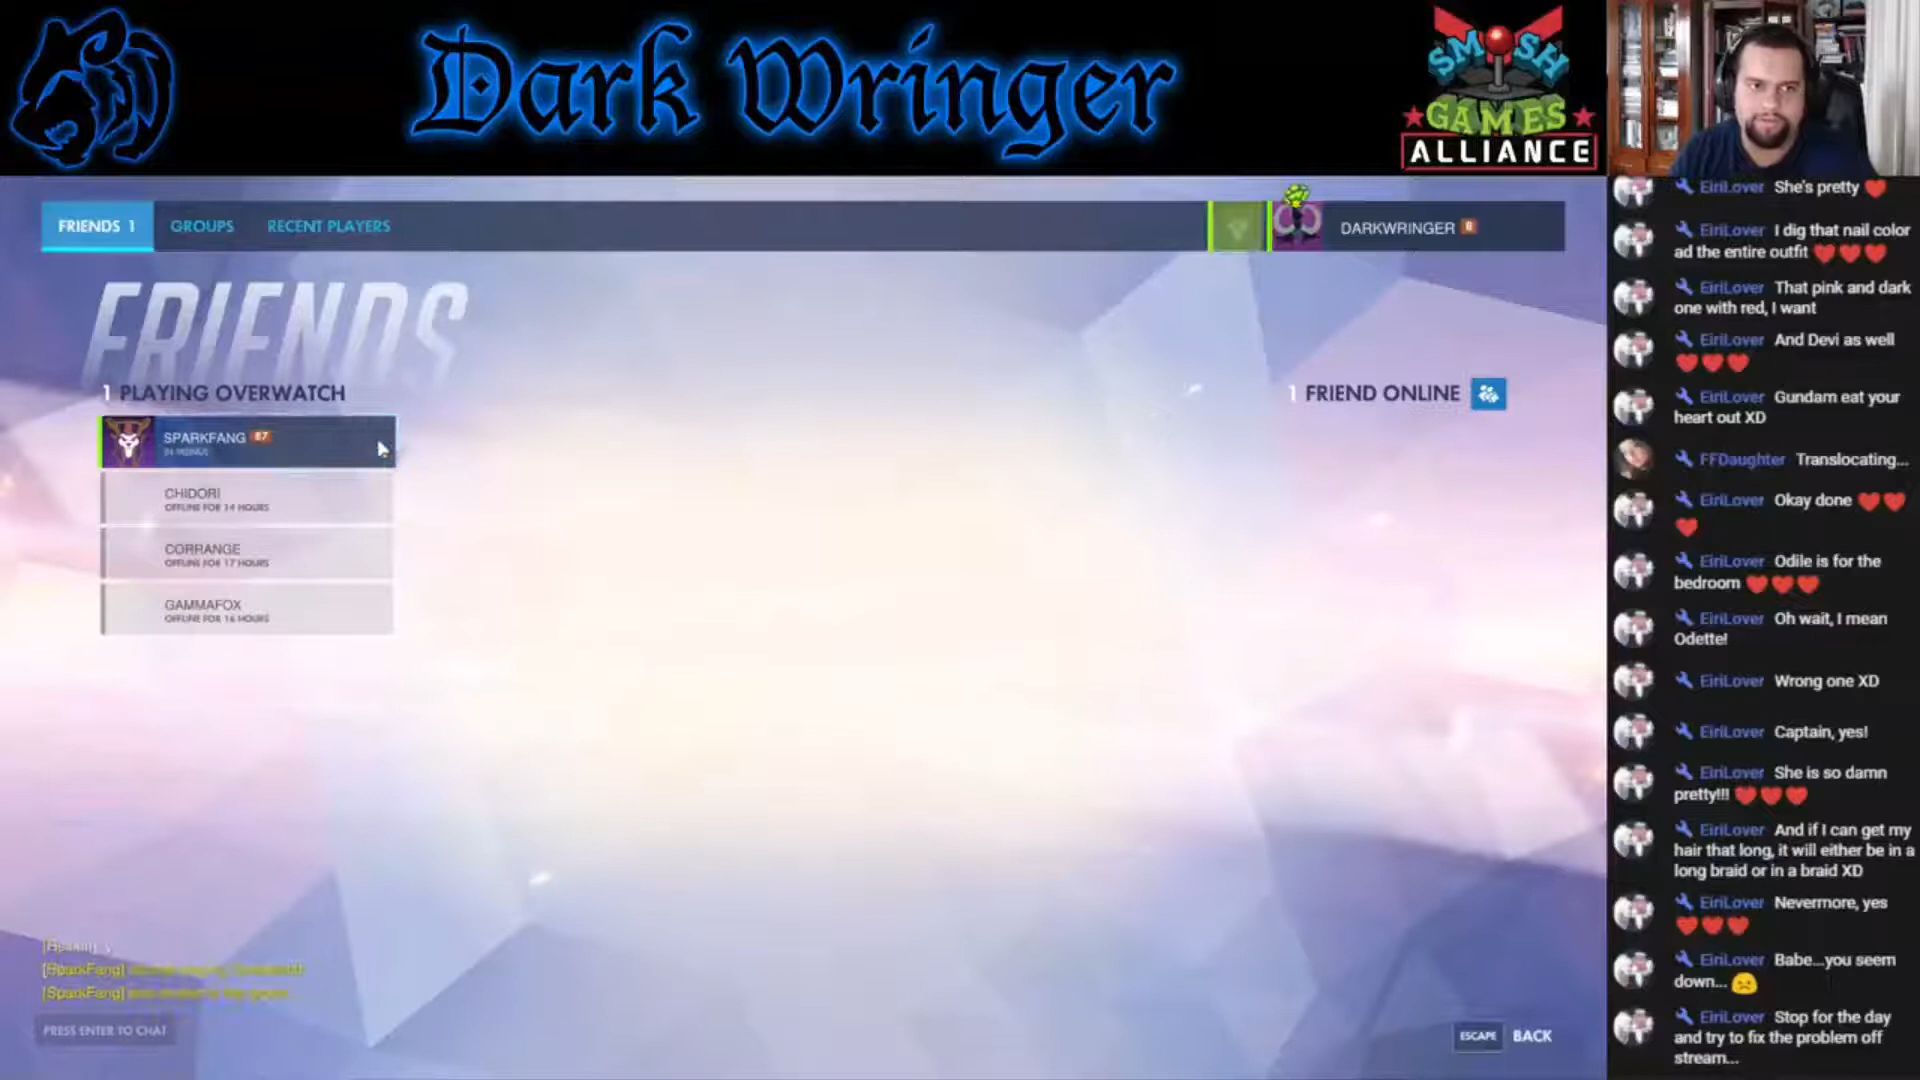 Dark Wringer
SMASH
GAMES
ALLIANCE
FRIENDS 1
GROUPS
RECENT PLAYERS
DARKWRINGER 8
FRIENDS
1 PLAYING OVERWATCH
1 FRIEND ONLINE
SPARKFANG 87
IN MENUS
CHIDORI
OFFLINE FOR 14 HOURS
CORRANGE
OFFLINE FOR 17 HOURS
GAMMAFOX
OFFLINE FOR 16 HOURS
[SparkFang]
[SparkFang]
PRESS ENTER TO CHAT
ESCAPE BACK
EiriLover She's pretty ❤️
EiriLover I dig that nail color
ad the entire outfit ❤️❤️❤️
EiriLover That pink and dark
one with red, I want
EiriLover And Devi as well
❤️❤️❤️
EiriLover Gundam eat your
heart out XD
FFDaughter Translocating...
EiriLover Okay done ❤️❤️
❤️
EiriLover Odile is for the
bedroom ❤️❤️❤️
EiriLover Oh wait, I mean
Odette!
EiriLover Wrong one XD
EiriLover Captain, yes!
EiriLover She is so damn
pretty!!! ❤️❤️❤️
EiriLover And if I can get my
hair that long, it will either be in a
long braid or in a braid XD
EiriLover Nevermore, yes
❤️❤️❤️
EiriLover Babe...you seem
down... 🙁
EiriLover Stop for the day
and try to fix the problem off
stream...